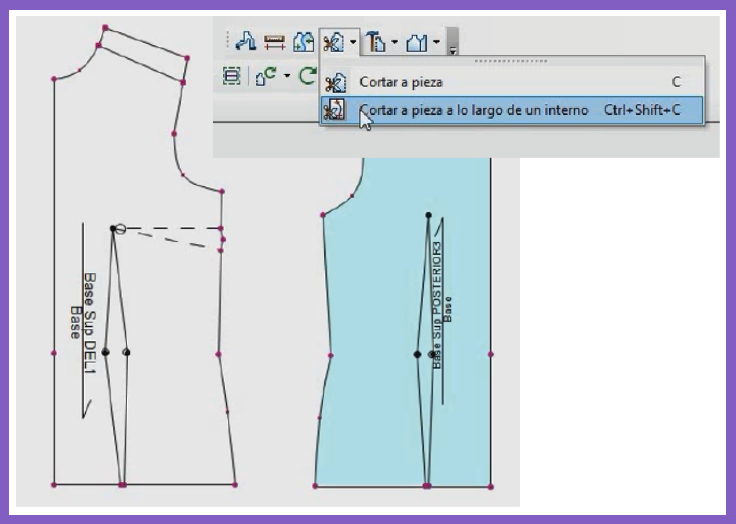 Cortar a pieza C
Cortar a pieza a lo largo de un interno Ctrl+Shift+C
Base Sup DEL1
Base
Base Sup POSTERIOR3
Base